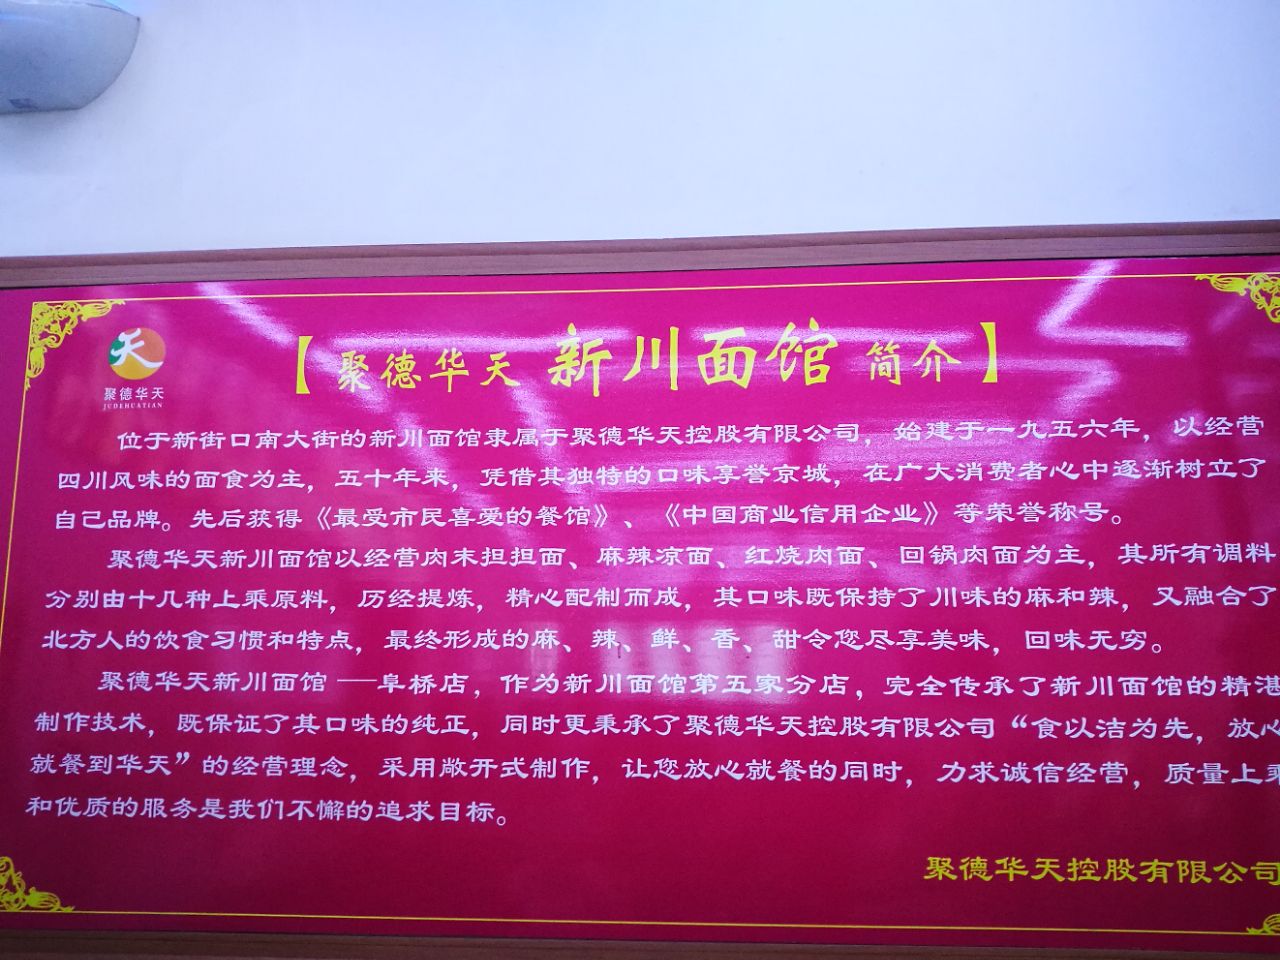 聚德华天
JUDEHUATIAN
【聚德华天 新川面馆 简介】
位于新街口南大街的新川面馆隶属于聚德华天控股有限公司，始建于一九五六年，以经营
四川风味的面食为主，五十年来，凭借其独特的口味享誉京城，在广大消费者心中逐渐树立了
自己品牌。先后获得《最受市民喜爱的餐馆》、《中国商业信用企业》等荣誉称号。
聚德华天新川面馆以经营肉末担担面、麻辣凉面、红烧肉面、回锅肉面为主，其所有调料
分别由十几种上乘原料，历经提炼，精心配制而成，其口味既保持了川味的麻和辣，又融合了
北方人的饮食习惯和特点，最终形成的麻、辣、鲜、香、甜令您尽享美味，回味无穷。
聚德华天新川面馆——阜桥店，作为新川面馆第五家分店，完全传承了新川面馆的精湛
制作技术，既保证了其口味的纯正，同时更秉承了聚德华天控股有限公司“食以洁为先，放心
就餐到华天”的经营理念，采用敞开式制作，让您放心就餐的同时，力求诚信经营，质量上乘
和优质的服务是我们不懈的追求目标。
聚德华天控股有限公司